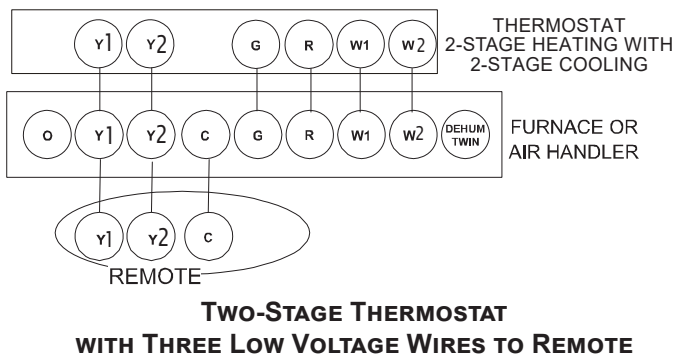 Y1 Y2 G R W1 W2
THERMOSTAT
2-STAGE HEATING WITH
2-STAGE COOLING
O Y1 Y2 C G R W1 W2 DEHUM
TWIN
FURNACE OR
AIR HANDLER
Y1 Y2 C
REMOTE
TWO-STAGE THERMOSTAT
WITH THREE LOW VOLTAGE WIRES TO REMOTE